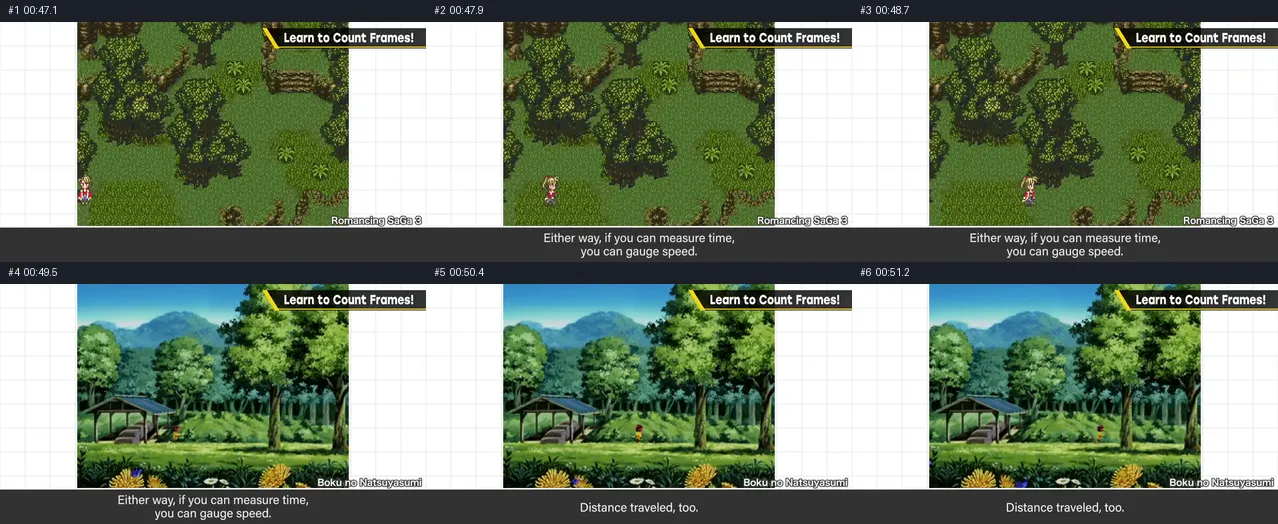 #1 00:47.1
#2 00:47.9
#3 00:48.7
Learn to Count Frames!
Learn to Count Frames!
Learn to Count Frames!
Romancing SaGa 3
Romancing SaGa 3
Romancing SaGa 3
Either way, if you can measure time,
you can gauge speed.
Either way, if you can measure time,
you can gauge speed.
#4 00:49.5
#5 00:50.4
#6 00:51.2
Learn to Count Frames!
Learn to Count Frames!
Learn to Count Frames!
Boku no Natsuyasumi
Boku no Natsuyasumi
Boku no Natsuyasumi
Either way, if you can measure time,
you can gauge speed.
Distance traveled, too.
Distance traveled, too.